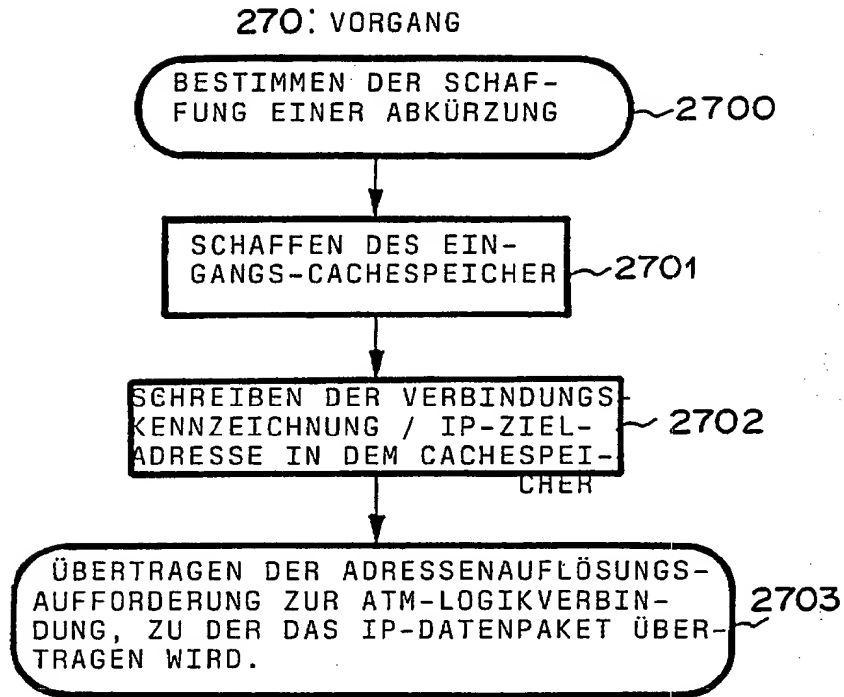 270: VORGANG
BESTIMMEN DER SCHAF-
FUNG EINER ABKÜRZUNG
2700
SCHAFFEN DES EIN-
GANGS-CACHESPEICHER
2701
SCHREIBEN DER VERBINDUNGS-
KENNZEICHNUNG / IP-ZIEL-
ADRESSE IN DEM CACHESPEI-
CHER
2702
ÜBERTRAGEN DER ADRESSENAUFLÖSUNGS-
AUFFORDERUNG ZUR ATM-LOGIKVERBIN-
DUNG, ZU DER DAS IP-DATENPAKET ÜBER-
TRAGEN WIRD.
2703